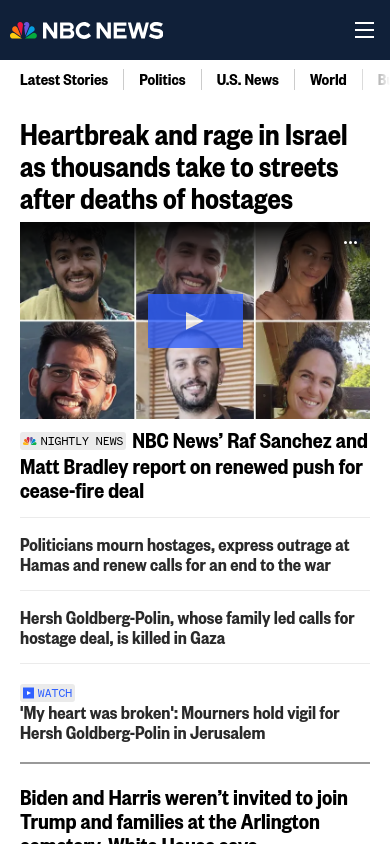 NBC NEWS
Latest Stories
Politics
U.S. News
World
Heartbreak and rage in Israel
as thousands take to streets
after deaths of hostages
NIGHTLY NEWS NBC News’ Raf Sanchez and
Matt Bradley report on renewed push for
cease-fire deal
Politicians mourn hostages, express outrage at
Hamas and renew calls for an end to the war
Hersh Goldberg-Polin, whose family led calls for
hostage deal, is killed in Gaza
WATCH
'My heart was broken': Mourners hold vigil for
Hersh Goldberg-Polin in Jerusalem
Biden and Harris weren’t invited to join
Trump and families at the Arlington
cemetery, White House says